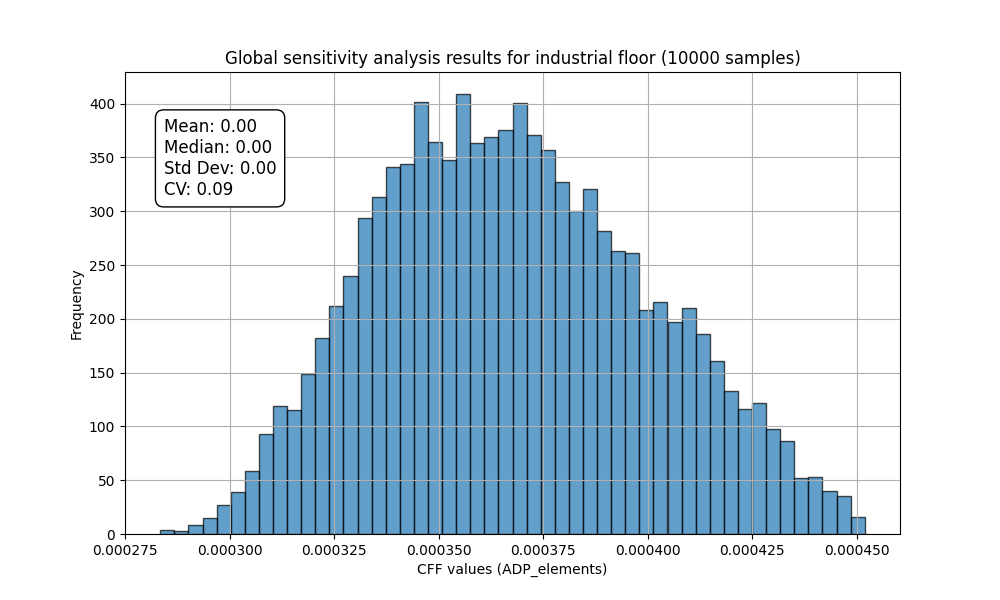 Global sensitivity analysis results for industrial floor (10000 samples)
Mean: 0.00
Median: 0.00
Std Dev: 0.00
CV: 0.09
Frequency
400
350
300
250
200
150
100
50
0
0.000275 0.000300 0.000325 0.000350 0.000375 0.000400 0.000425 0.000450
CFF values (ADP_elements)